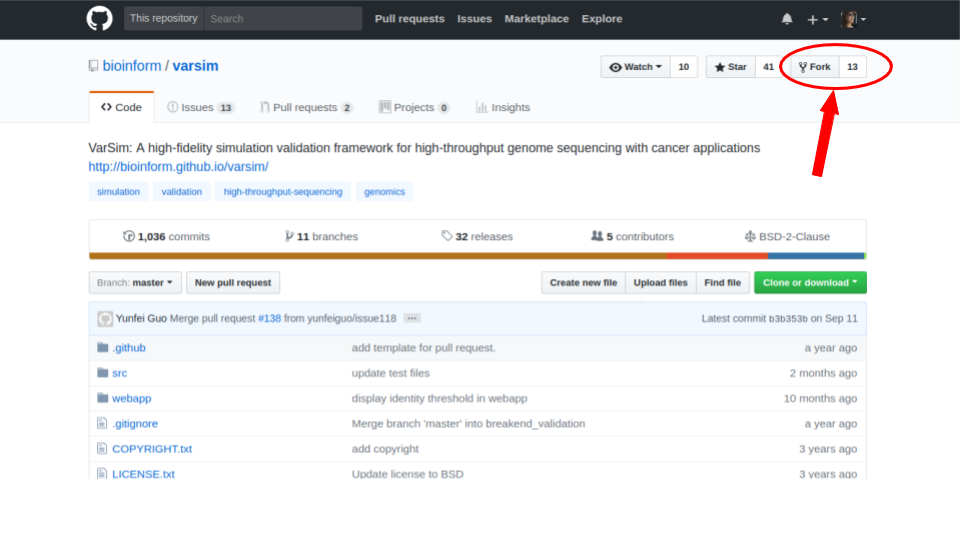 This repository Search Pull requests Issues Marketplace Explore
bioinform / varsim Watch 10 Star 41 Fork 13
Code Issues 13 Pull requests 2 Projects 0 Insights
VarSim: A high-fidelity simulation validation framework for high-throughput genome sequencing with cancer applications
http://bioinform.github.io/varsim/
simulation validation high-throughput-sequencing genomics
1,036 commits 11 branches 32 releases 5 contributors BSD-2-Clause
Branch: master New pull request Create new file Upload files Find file Clone or download
Yunfei Guo Merge pull request #138 from yunfeiguo/issue118 ... Latest commit b3b353b on Sep 11
.github add template for pull request. a year ago
src update test files 2 months ago
webapp display identity threshold in webapp 10 months ago
.gitignore Merge branch 'master' into breakend_validation a year ago
COPYRIGHT.txt add copyright 3 years ago
LICENSE.txt Update license to BSD 3 years ago